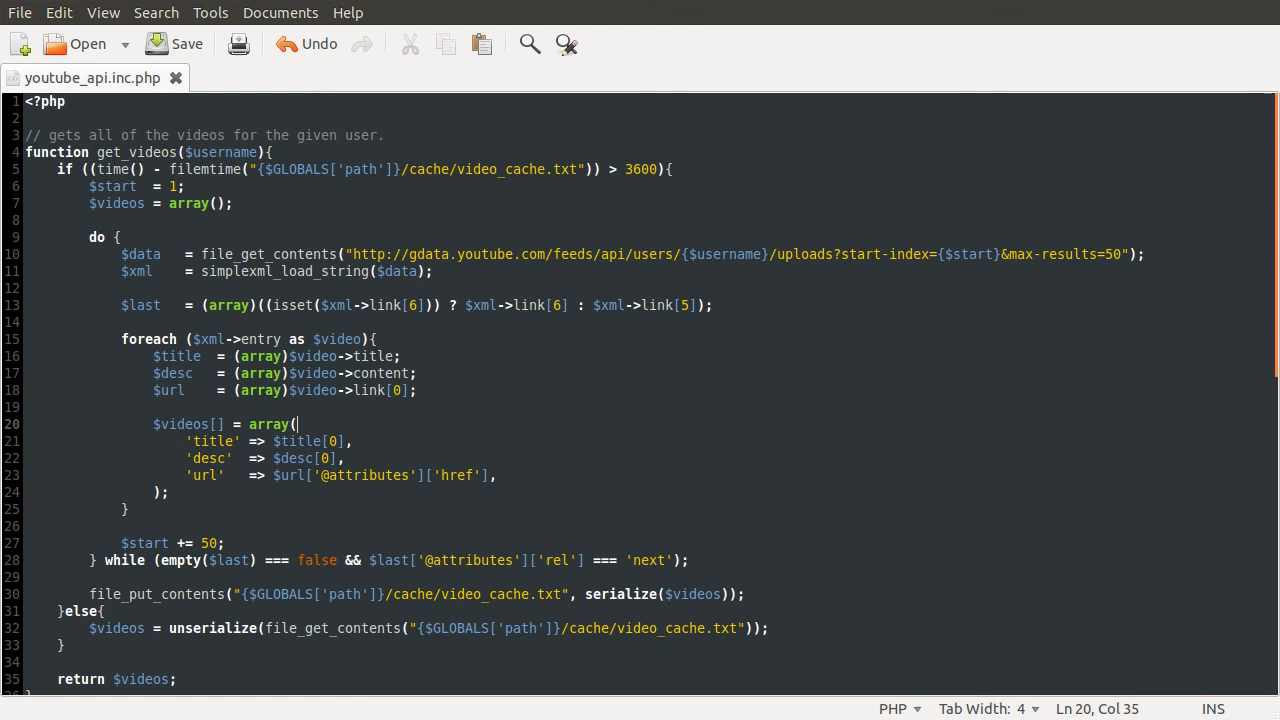 File Edit View Search Tools Documents Help
Open Save Undo
youtube_api.inc.php
1 <?php
2
3 // gets all of the videos for the given user.
4 function get_videos($username){
5     if ((time() - filemtime("{$GLOBALS['path']}/cache/video_cache.txt")) > 3600){
6         $start  = 1;
7         $videos = array();
8
9         do {
10             $data   = file_get_contents("http://gdata.youtube.com/feeds/api/users/{$username}/uploads?start-index={$start}&max-results=50");
11             $xml    = simplexml_load_string($data);
12
13             $last   = (array)((isset($xml->link[6])) ? $xml->link[6] : $xml->link[5]);
14
15             foreach ($xml->entry as $video){
16                 $title  = (array)$video->title;
17                 $desc   = (array)$video->content;
18                 $url    = (array)$video->link[0];
19
20                 $videos[] = array(
21                     'title' => $title[0],
22                     'desc'  => $desc[0],
23                     'url'   => $url['@attributes']['href'],
24                 );
25             }
26
27             $start += 50;
28         } while (empty($last) === false && $last['@attributes']['rel'] === 'next');
29
30         file_put_contents("{$GLOBALS['path']}/cache/video_cache.txt", serialize($videos));
31     }else{
32         $videos = unserialize(file_get_contents("{$GLOBALS['path']}/cache/video_cache.txt"));
33     }
34
35     return $videos;
36 }
PHP Tab Width: 4 Ln 20, Col 35 INS